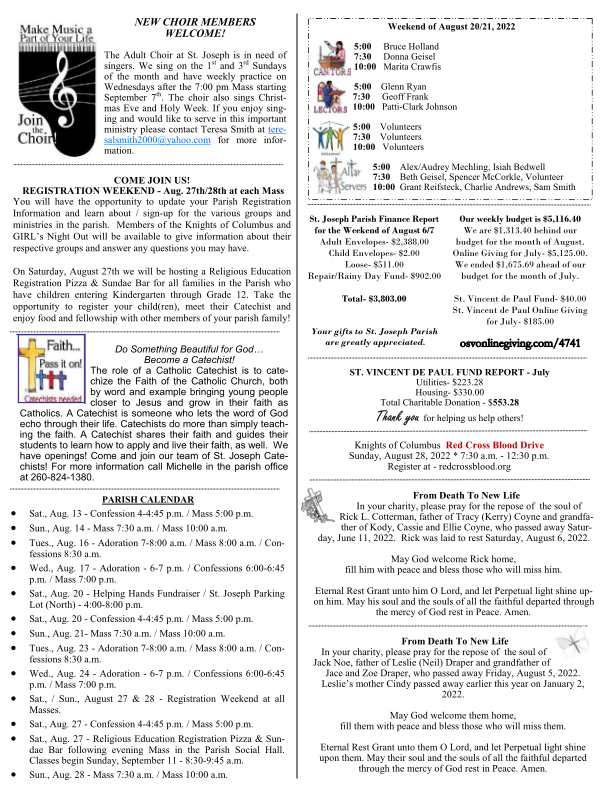 Make Music a
Part of Your Life
Join
the
Choir!
NEW CHOIR MEMBERS
WELCOME!
The Adult Choir at St. Joseph is in need of
singers. We sing on the 1st and 3rd Sundays
of the month and have weekly practice on
Wednesdays after the 7:00 pm Mass starting
September 7th. The choir also sings Christ-
mas Eve and Holy Week. If you enjoy sing-
ing and would like to serve in this important
ministry please contact Teresa Smith at tere-
salsmith2000@yahoo.com for more infor-
mation.
COME JOIN US!
REGISTRATION WEEKEND - Aug. 27th/28th at each Mass
You will have the opportunity to update your Parish Registration
Information and learn about / sign-up for the various groups and
ministries in the parish. Members of the Knights of Columbus and
GIRL's Night Out will be available to give information about their
respective groups and answer any questions you may have.
On Saturday, August 27th we will be hosting a Religious Education
Registration Pizza & Sundae Bar for all families in the Parish who
have children entering Kindergarten through Grade 12. Take the
opportunity to register your child(ren), meet their Catechist and
enjoy food and fellowship with other members of your parish family!
Faith...
Pass it on!
Catechists needed
Do Something Beautiful for God…
Become a Catechist!
The role of a Catholic Catechist is to cate-
chize the Faith of the Catholic Church, both
by word and example bringing young people
closer to Jesus and grow in their faith as
Catholics. A Catechist is someone who lets the word of God
echo through their life. Catechists do more than simply teach-
ing the faith. A Catechist shares their faith and guides their
students to learn how to apply and live their faith, as well. We
have openings! Come and join our team of St. Joseph Cate-
chists! For more information call Michelle in the parish office
at 260-824-1380.
PARISH CALENDAR
• Sat., Aug. 13 - Confession 4-4:45 p.m. / Mass 5:00 p.m.
• Sun., Aug. 14 - Mass 7:30 a.m. / Mass 10:00 a.m.
• Tues., Aug. 16 - Adoration 7-8:00 a.m. / Mass 8:00 a.m. / Con-
fessions 8:30 a.m.
• Wed., Aug. 17 - Adoration - 6-7 p.m. / Confessions 6:00-6:45
p.m. / Mass 7:00 p.m.
• Sat., Aug. 20 - Helping Hands Fundraiser / St. Joseph Parking
Lot (North) - 4:00-8:00 p.m.
• Sat., Aug. 20 - Confession 4-4:45 p.m. / Mass 5:00 p.m.
• Sun., Aug. 21- Mass 7:30 a.m. / Mass 10:00 a.m.
• Tues., Aug. 23 - Adoration 7-8:00 a.m. / Mass 8:00 a.m. / Con-
fessions 8:30 a.m.
• Wed., Aug. 24 - Adoration - 6-7 p.m. / Confessions 6:00-6:45
p.m. / Mass 7:00 p.m.
• Sat., / Sun., August 27 & 28 - Registration Weekend at all
Masses.
• Sat., Aug. 27 - Confession 4-4:45 p.m. / Mass 5:00 p.m.
• Sat., Aug. 27 - Religious Education Registration Pizza & Sun-
dae Bar following evening Mass in the Parish Social Hall.
Classes begin Sunday, September 11 - 8:30-9:45 a.m.
• Sun., Aug. 28 - Mass 7:30 a.m. / Mass 10:00 a.m.
Weekend of August 20/21, 2022
CANTORS
5:00 Bruce Holland
7:30 Donna Geisel
10:00 Marita Crawfis
LECTORS
5:00 Glenn Ryan
7:30 Geoff Frank
10:00 Patti-Clark Johnson
WELCOME
5:00 Volunteers
7:30 Volunteers
10:00 Volunteers
Altar
Servers
5:00 Alex/Audrey Mechling, Isiah Bedwell
7:30 Beth Geisel, Spencer McCorkle, Volunteer
10:00 Grant Reifsteck, Charlie Andrews, Sam Smith
St. Joseph Parish Finance Report
for the Weekend of August 6/7
Adult Envelopes- $2,388.00
Child Envelopes- $2.00
Loose- $511.00
Repair/Rainy Day Fund- $902.00
Total- $3,803.00
Your gifts to St. Joseph Parish
are greatly appreciated.
Our weekly budget is $5,116.40
We are $1,313.40 behind our
budget for the month of August.
Online Giving for July- $5,125.00.
We ended $1,675.69 ahead of our
budget for the month of July.
St. Vincent de Paul Fund- $40.00
St. Vincent de Paul Online Giving
for July- $185.00
osvonlinegiving.com/4741
ST. VINCENT DE PAUL FUND REPORT - July
Utilities- $223.28
Housing- $330.00
Total Charitable Donation - $553.28
Thank you for helping us help others!
Knights of Columbus Red Cross Blood Drive
Sunday, August 28, 2022 * 7:30 a.m. - 12:30 p.m.
Register at - redcrossblood.org
From Death To New Life
In your charity, please pray for the repose of the soul of
Rick L. Cotterman, father of Tracy (Kerry) Coyne and grandfa-
ther of Kody, Cassie and Ellie Coyne, who passed away Satur-
day, June 11, 2022. Rick was laid to rest Saturday, August 6, 2022.
May God welcome Rick home,
fill him with peace and bless those who will miss him.
Eternal Rest Grant unto him O Lord, and let Perpetual light shine up-
on him. May his soul and the souls of all the faithful departed through
the mercy of God rest in Peace. Amen.
From Death To New Life
In your charity, please pray for the repose of the soul of
Jack Noe, father of Leslie (Neil) Draper and grandfather of
Jace and Zoe Draper, who passed away Friday, August 5, 2022.
Leslie's mother Cindy passed away earlier this year on January 2,
2022.
May God welcome them home,
fill them with peace and bless those who will miss them.
Eternal Rest Grant unto them O Lord, and let Perpetual light shine
upon them. May their soul and the souls of all the faithful departed
through the mercy of God rest in Peace. Amen.